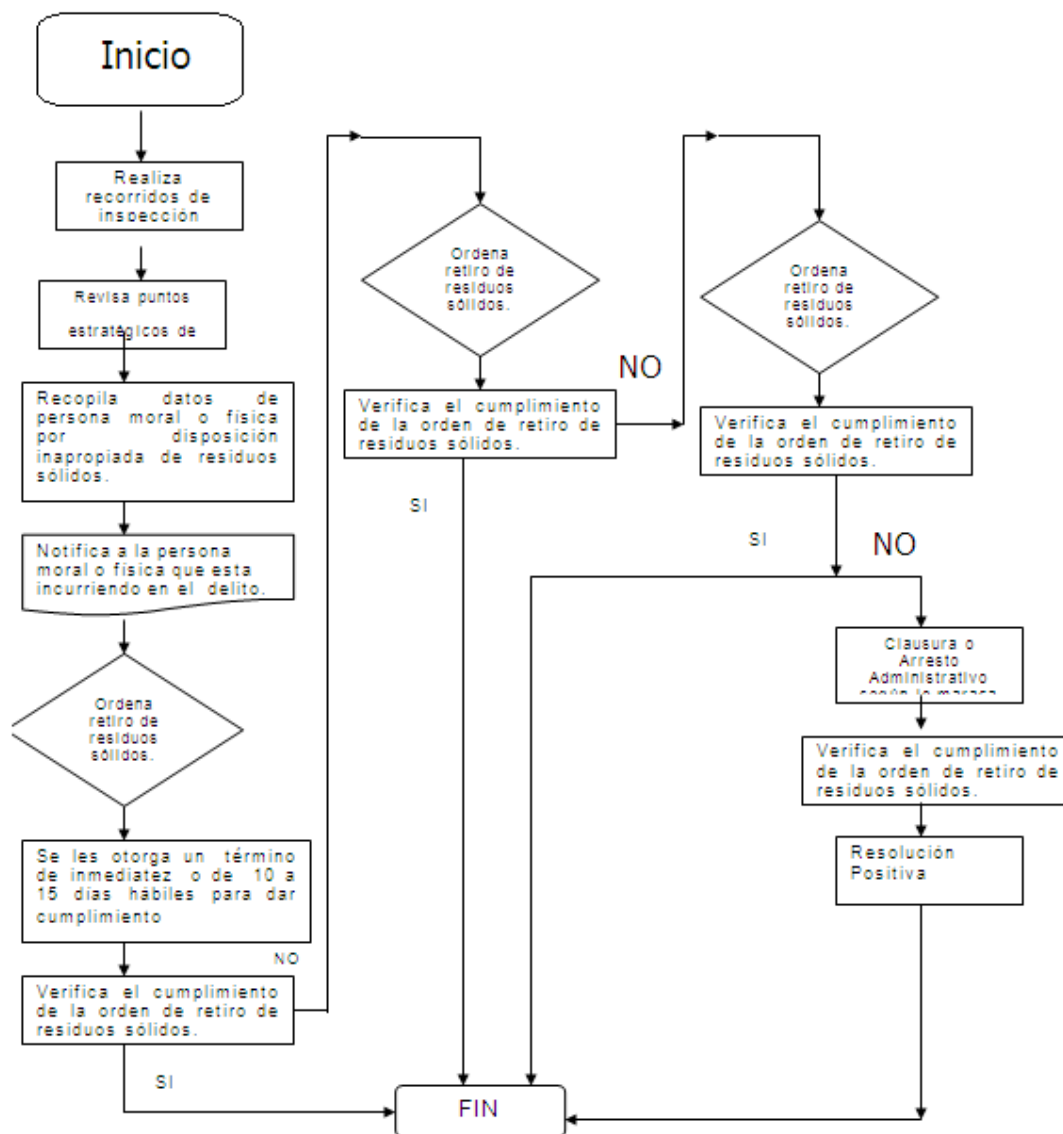 Inicio
Realiza
recorridos de
inspección
Revisa puntos
estratégicos de
Recopila datos de
persona moral o física
por disposición
inapropiada de residuos
sólidos.
Notifica a la persona
moral o física que esta
incurriendo en el delito.
Ordena
retiro de
residuos
sólidos.
Se les otorga un término
de inmediatez o de 10 a
15 días hábiles para dar
cumplimiento
NO
Verifica el cumplimiento
de la orden de retiro de
residuos sólidos.
SI
Ordena
retiro de
residuos
sólidos.
NO
Verifica el cumplimiento
de la orden de retiro de
residuos sólidos.
SI
Ordena
retiro de
residuos
sólidos.
Verifica el cumplimiento
de la orden de retiro de
residuos sólidos.
SI
NO
Clausura o
Arresto
Administrativo
según lo
Verifica el cumplimiento
de la orden de retiro de
residuos sólidos.
Resolución
Positiva
FIN